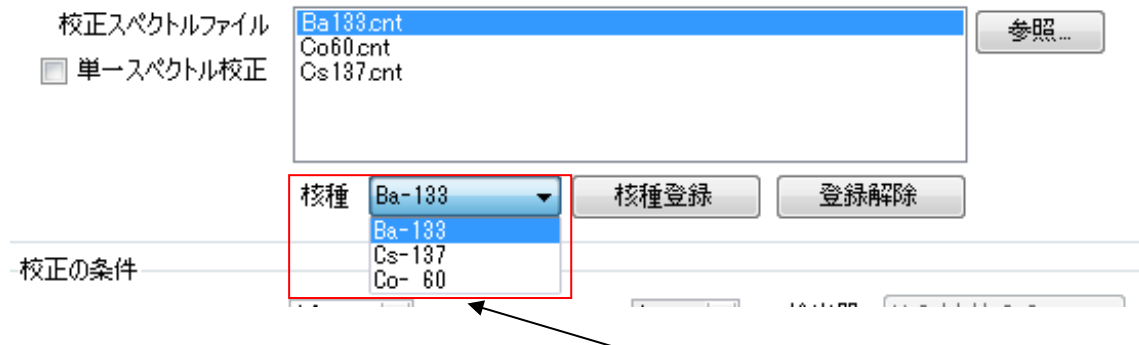 校正スペクトルファイル
Ba133.cnt
参照...
Co60.cnt
単一スペクトル校正
Cs137.cnt
核種
Ba-133
核種登録
登録解除
Ba-133
Cs-137
Co- 60
校正の条件